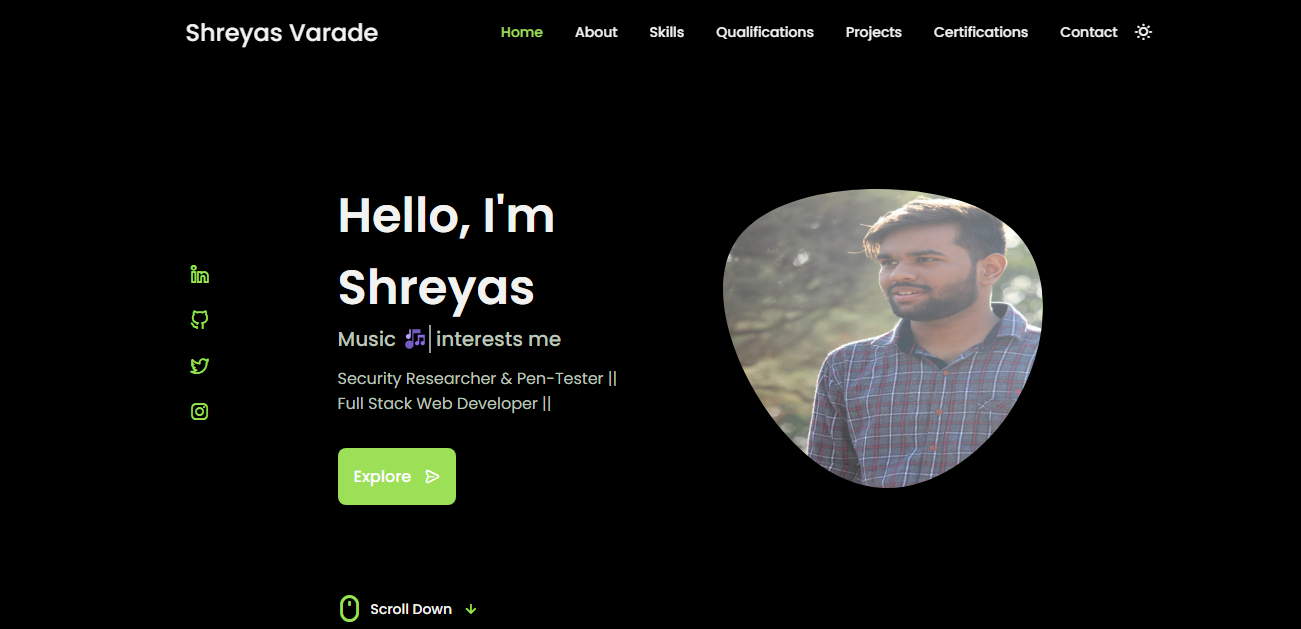 Shreyas Varade
Home About Skills Qualifications Projects Certifications Contact
Hello, I'm
Shreyas
Music 🎶| interests me
Security Researcher & Pen-Tester ||
Full Stack Web Developer ||
Explore
Scroll Down